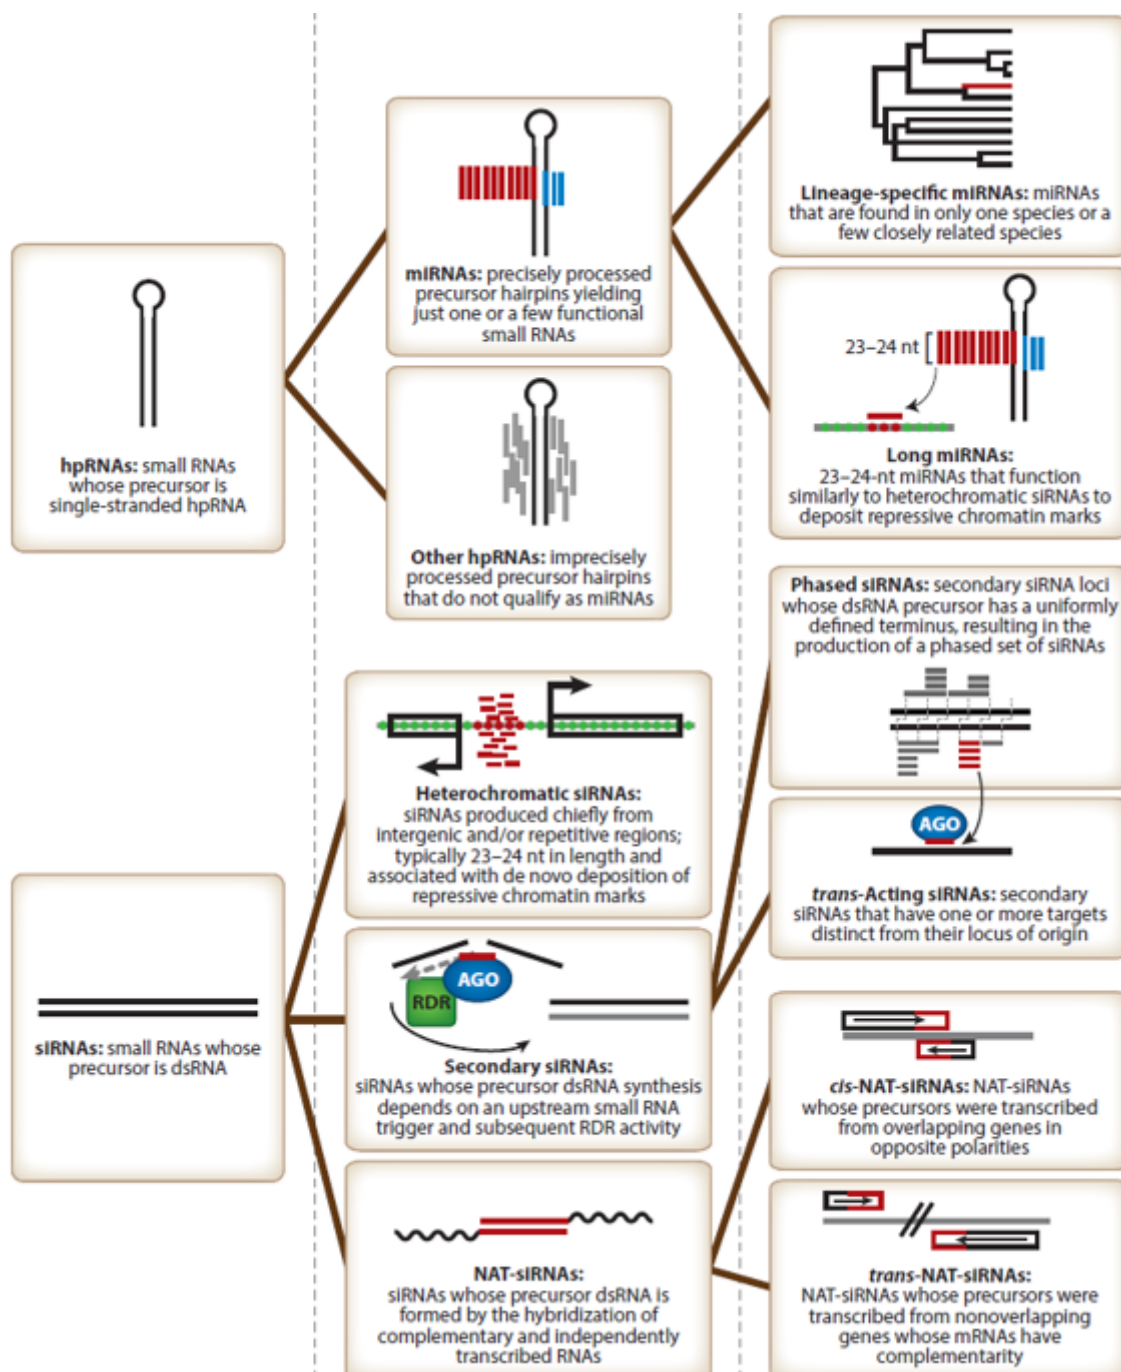 hpRNAs: small RNAs
whose precursor is
single-stranded hpRNA
siRNAs: small RNAs whose
precursor is dsRNA
miRNAs: precisely processed
precursor hairpins yielding
just one or a few functional
small RNAs
Other hpRNAs: imprecisely
processed precursor hairpins
that do not qualify as miRNAs
Heterochromatic siRNAs:
siRNAs produced chiefly from
intergenic and/or repetitive regions;
typically 23–24 nt in length and
associated with de novo deposition of
repressive chromatin marks
AGO
RDR
Secondary siRNAs:
siRNAs whose precursor dsRNA synthesis
depends on an upstream small RNA
trigger and subsequent RDR activity
NAT-siRNAs:
siRNAs whose precursor dsRNA is
formed by the hybridization of
complementary and independently
transcribed RNAs
Lineage-specific miRNAs: miRNAs
that are found in only one species or a
few closely related species
23–24 nt
Long miRNAs:
23–24-nt miRNAs that function
similarly to heterochromatic siRNAs to
deposit repressive chromatin marks
Phased siRNAs: secondary siRNA loci
whose dsRNA precursor has a uniformly
defined terminus, resulting in the
production of a phased set of siRNAs
AGO
trans-Acting siRNAs: secondary
siRNAs that have one or more targets
distinct from their locus of origin
cis-NAT-siRNAs: NAT-siRNAs
whose precursors were transcribed
from overlapping genes in
opposite polarities
trans-NAT-siRNAs:
NAT-siRNAs whose precursors were
transcribed from nonoverlapping
genes whose mRNAs have
complementarity